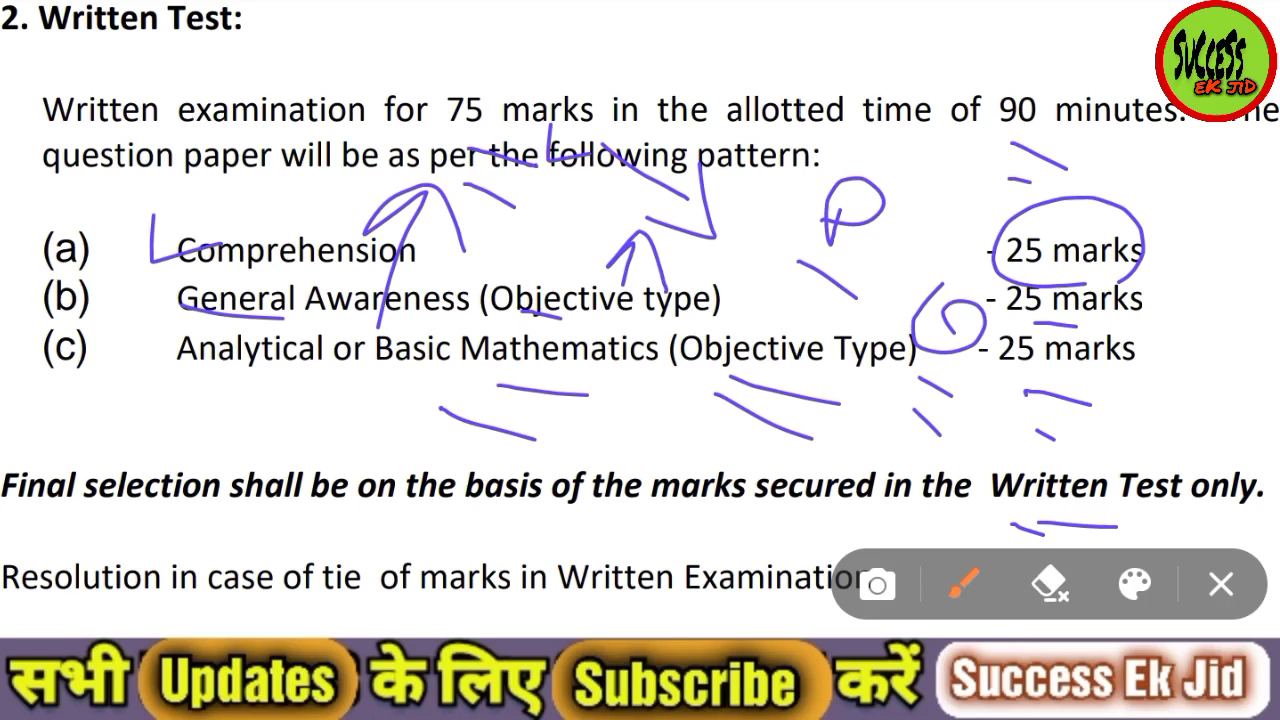 2. Written Test:
SUCCESS
EK JID
Written examination for 75 marks in the allotted time of 90 minutes.
question paper will be as per the following pattern:
(a) Comprehension - 25 marks
(b) General Awareness (Objective type) - 25 marks
(c) Analytical or Basic Mathematics (Objective Type) - 25 marks
Final selection shall be on the basis of the marks secured in the Written Test only.
Resolution in case of tie of marks in Written Examination
सभी Updates के लिए Subscribe करें Success Ek Jid